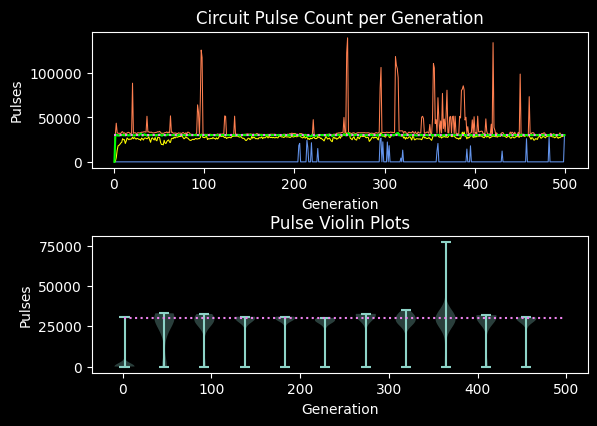 Circuit Pulse Count per Generation
100000
50000
0
Pulses
0 100 200 300 400 500
Generation
Pulse Violin Plots
75000
50000
25000
0
Pulses
0 100 200 300 400 500
Generation